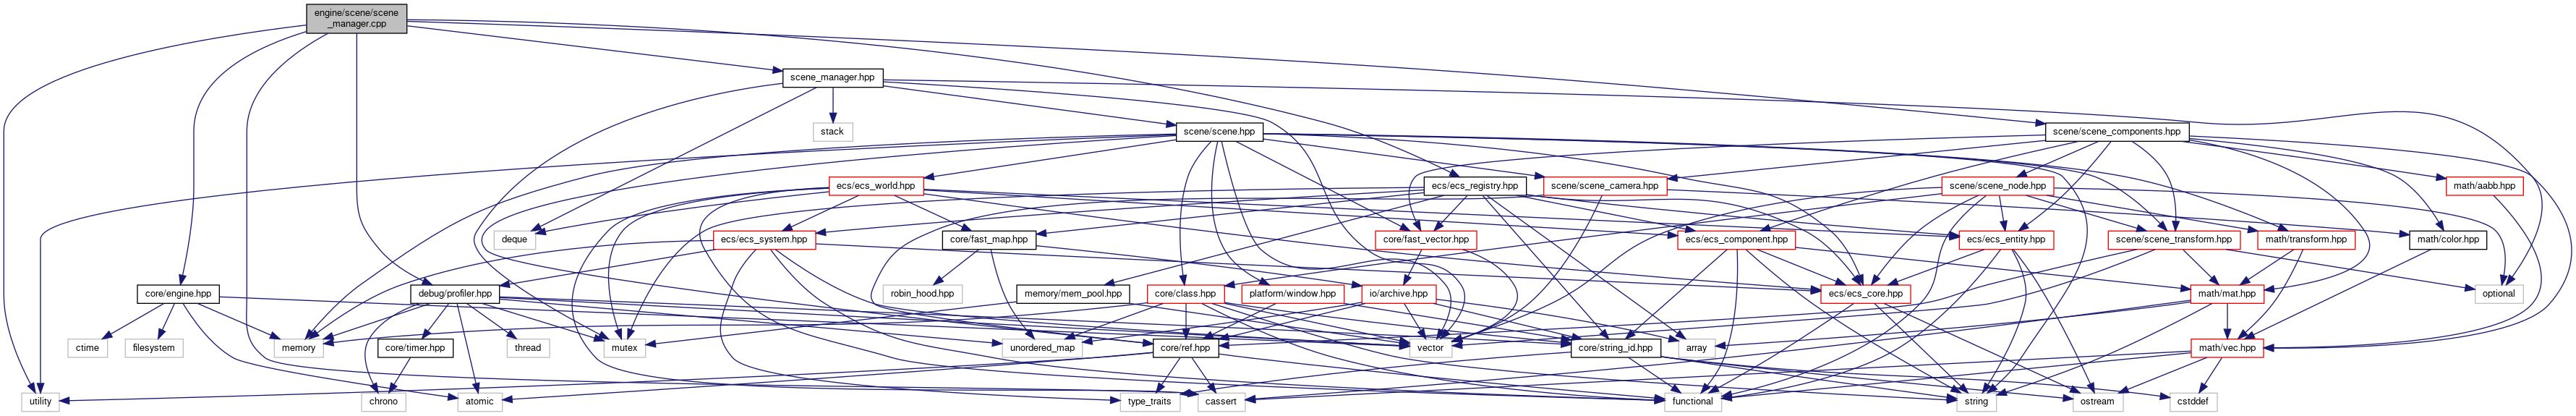 engine/scene/scene
_manager.cpp
scene_manager.hpp
stack
scene/scene.hpp
scene/scene_components.hpp
ecs/ecs_world.hpp
ecs/ecs_registry.hpp
scene/scene_camera.hpp
scene/scene_node.hpp
math/aabb.hpp
deque
ecs/ecs_system.hpp
core/fast_map.hpp
core/fast_vector.hpp
ecs/ecs_component.hpp
ecs/ecs_entity.hpp
scene/scene_transform.hpp
math/transform.hpp
math/color.hpp
core/engine.hpp
debug/profiler.hpp
robin_hood.hpp
memory/mem_pool.hpp
core/class.hpp
platform/window.hpp
io/archive.hpp
ecs/ecs_core.hpp
math/mat.hpp
optional
ctime
filesystem
memory
core/timer.hpp
thread
mutex
unordered_map
core/ref.hpp
vector
core/string_id.hpp
array
math/vec.hpp
utility
chrono
atomic
cassert
type_traits
functional
string
ostream
cstddef